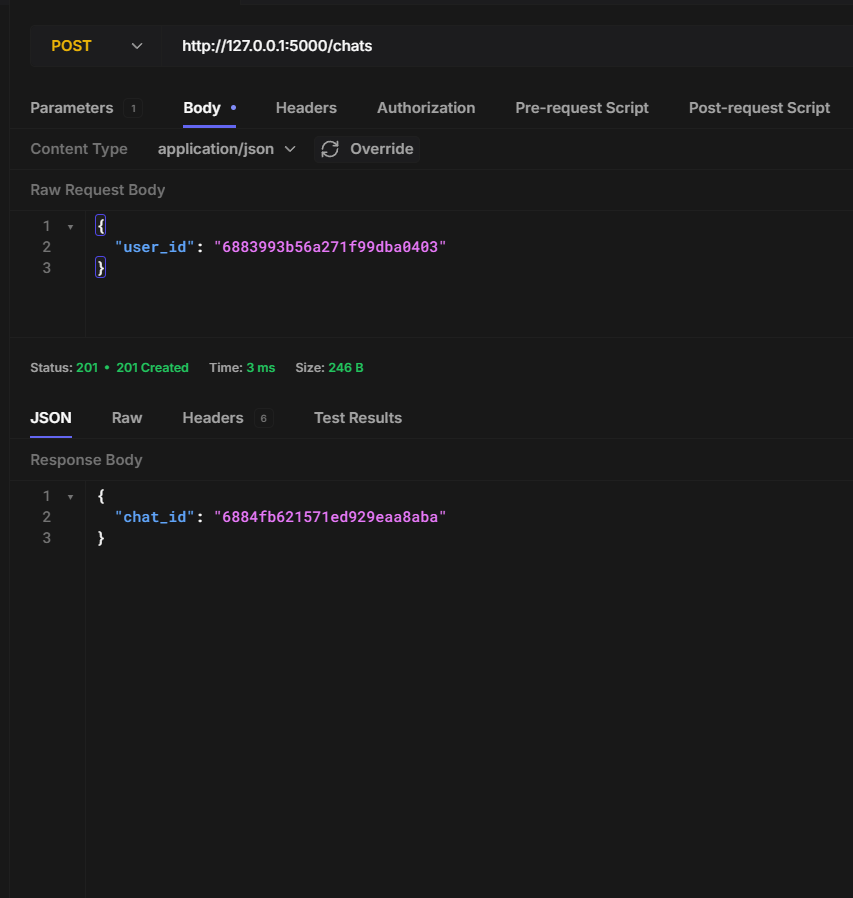 POST http://127.0.0.1:5000/chats
Parameters 1 Body Headers Authorization Pre-request Script Post-request Script
Content Type application/json Override
Raw Request Body
1 {
2 "user_id": "6883993b56a271f99dba0403"
3 }
Status: 201 • 201 Created Time: 3 ms Size: 246 B
JSON Raw Headers 6 Test Results
Response Body
1 {
2 "chat_id": "6884fb621571ed929eaa8aba"
3 }